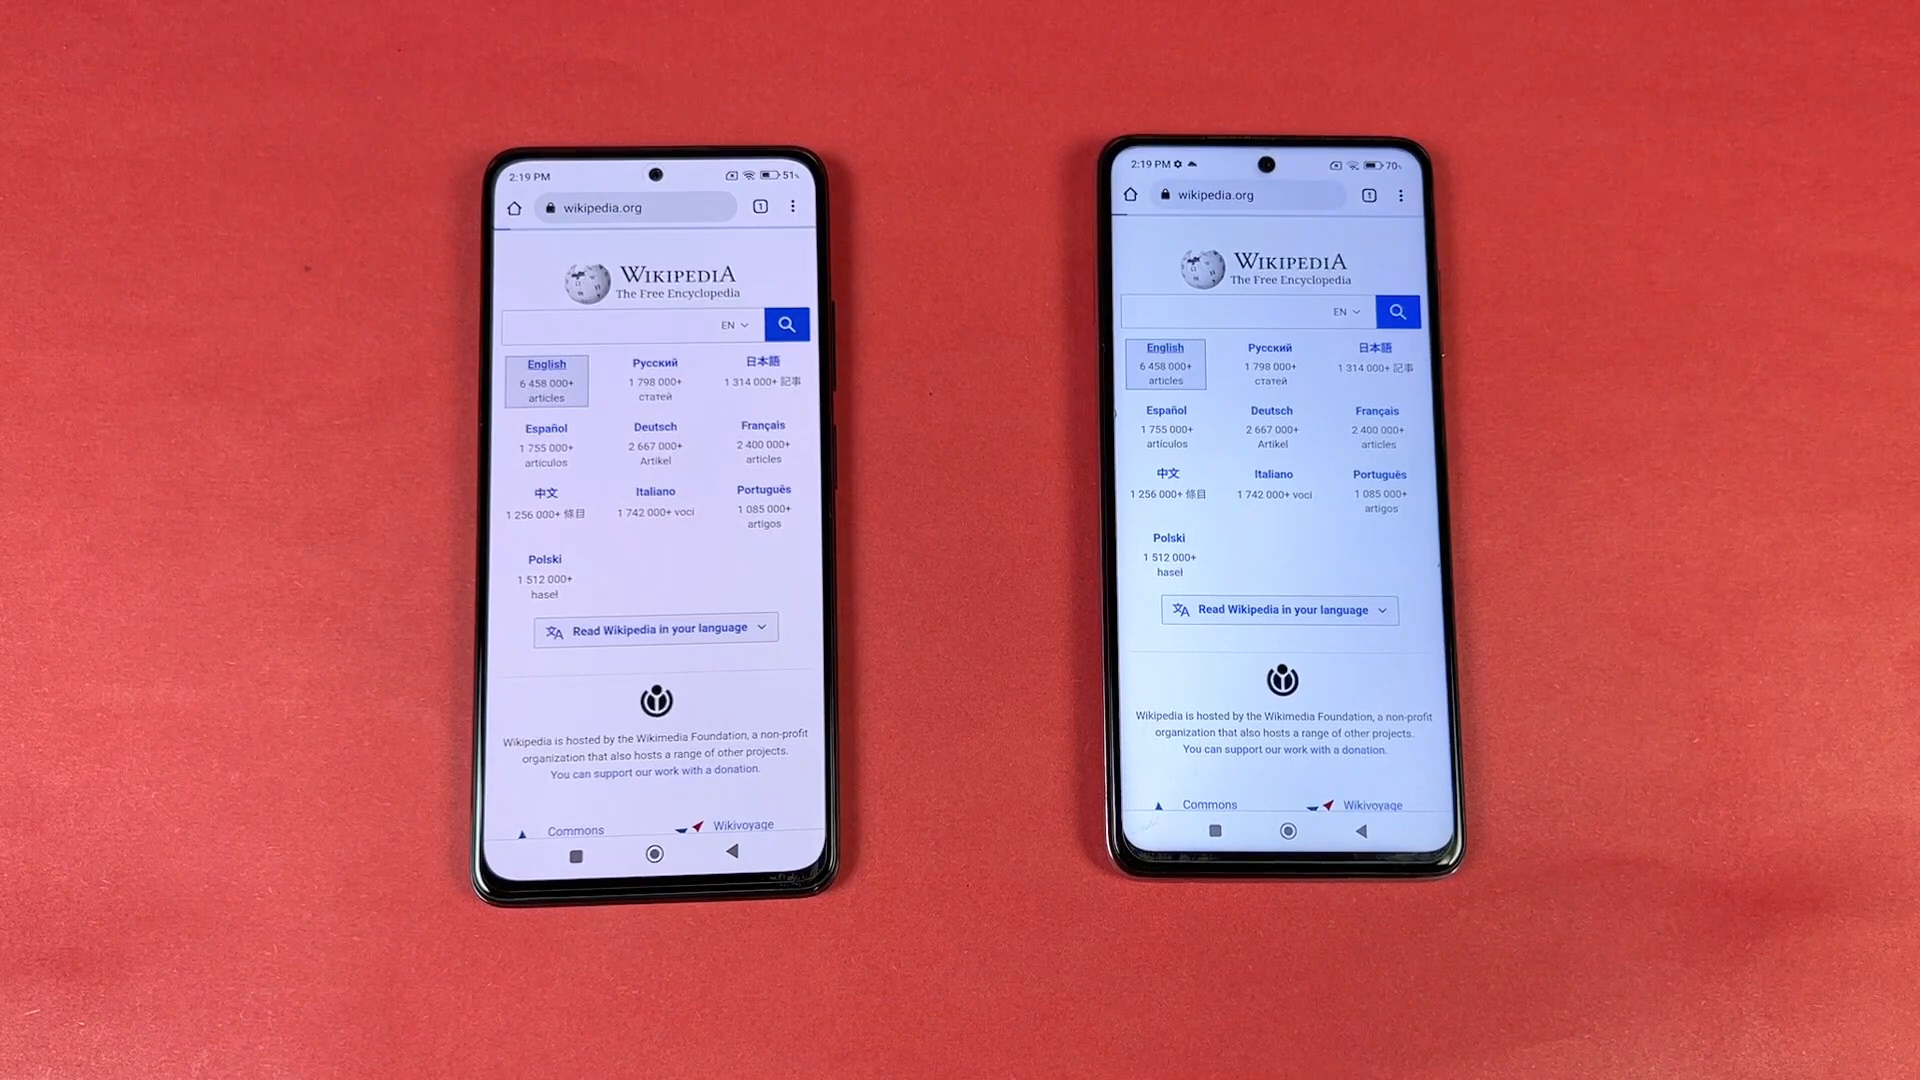 2:19 PM
51%
wikipedia.org
1
WIKIPEDIA
The Free Encyclopedia
EN
English
6 458 000+
articles
Русский
1 798 000+
статей
日本語
1 314 000+ 記事
Español
1 755 000+
artículos
Deutsch
2 667 000+
Artikel
Français
2 400 000+
articles
中文
1 256 000+ 條目
Italiano
1 742 000+ voci
Português
1 085 000+
artigos
Polski
1 512 000+
haseł
Read Wikipedia in your language
Wikipedia is hosted by the Wikimedia Foundation, a non-profit
organization that also hosts a range of other projects.
You can support our work with a donation.
Commons
Wikivoyage
2:19 PM
70%
wikipedia.org
1
WIKIPEDIA
The Free Encyclopedia
EN
English
6 458 000+
articles
Русский
1 798 000+
статей
日本語
1 314 000+ 記事
Español
1 755 000+
artículos
Deutsch
2 667 000+
Artikel
Français
2 400 000+
articles
中文
1 256 000+ 條目
Italiano
1 742 000+ voci
Português
1 085 000+
artigos
Polski
1 512 000+
haseł
Read Wikipedia in your language
Wikipedia is hosted by the Wikimedia Foundation, a non-profit
organization that also hosts a range of other projects.
You can support our work with a donation.
Commons
Wikivoyage